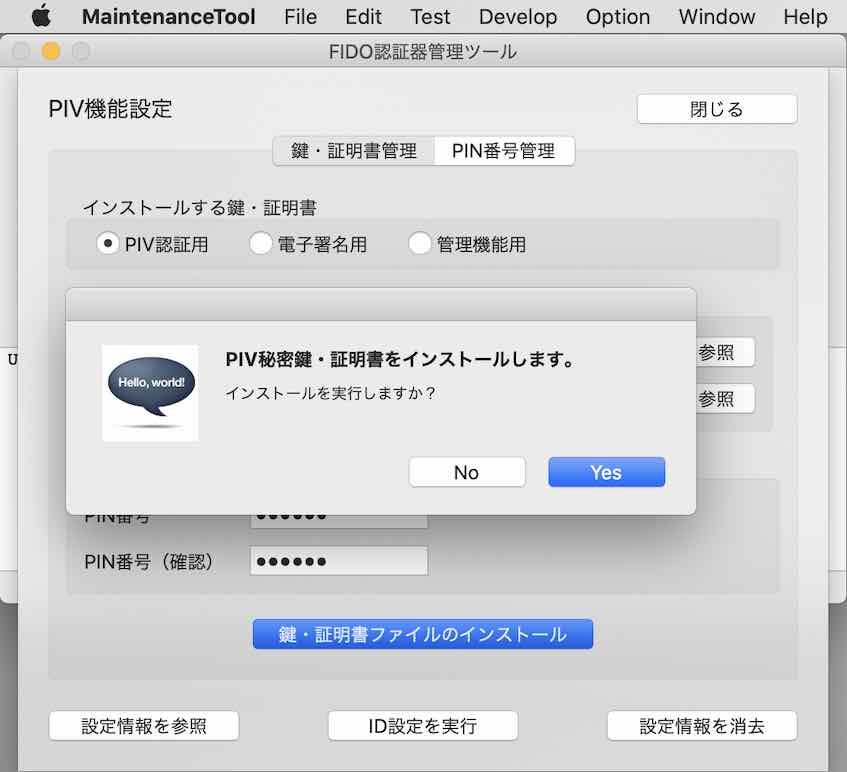 MaintenanceTool File Edit Test Develop Option Window Help
FIDO認証器管理ツール
PIV機能設定
閉じる
鍵・証明書管理 PIN番号管理
インストールする鍵・証明書
PIV認証用 電子署名用 管理機能用
U
参照
参照
Hello, world!
PIV秘密鍵・証明書をインストールします。
インストールを実行しますか？
No Yes
PIN番号
PIN番号（確認）
鍵・証明書ファイルのインストール
設定情報を参照 ID設定を実行 設定情報を消去